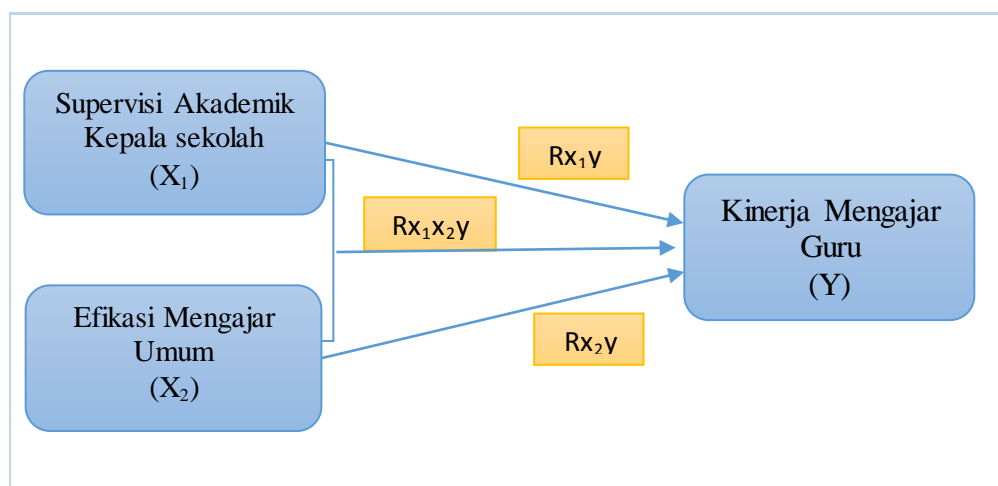 Supervisi Akademik
Kepala sekolah
(X₁)
Rx₁y
Rx₁x₂y
Kinerja Mengajar
Guru
(Y)
Efikasi Mengajar
Umum
(X₂)
Rx₂y